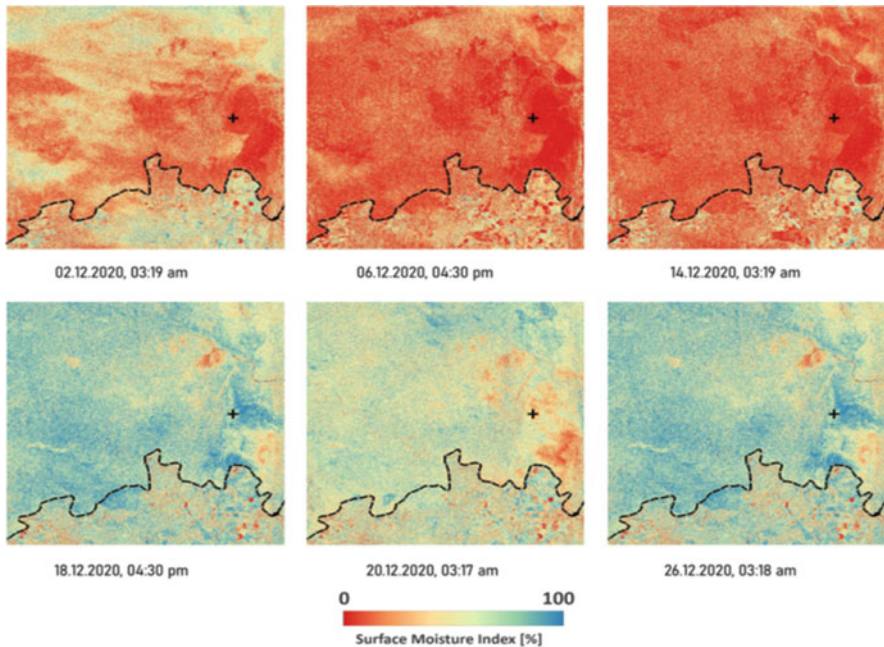 02.12.2020, 03:19 am
06.12.2020, 04:30 pm
14.12.2020, 03:19 am
18.12.2020, 04:30 pm
20.12.2020, 03:17 am
26.12.2020, 03:18 am
0 100
Surface Moisture Index [%]